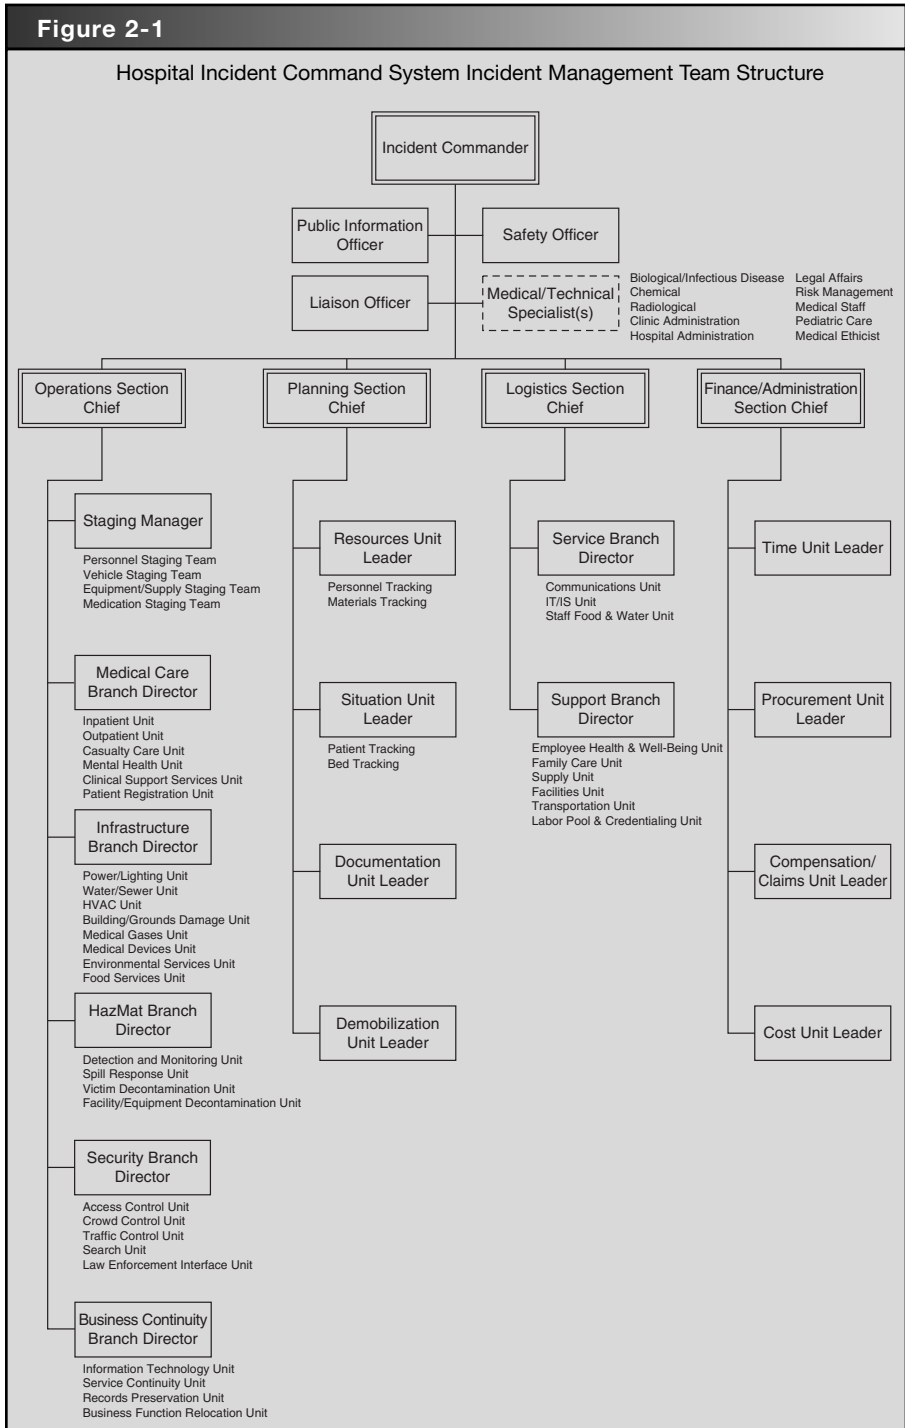 Figure 2-1
Hospital Incident Command System Incident Management Team Structure
Incident Commander
Public Information
Officer
Safety Officer
Liaison Officer
Medical/Technical
Specialist(s)
Biological/Infectious Disease
Chemical
Radiological
Clinic Administration
Hospital Administration
Legal Affairs
Risk Management
Medical Staff
Pediatric Care
Medical Ethicist
Operations Section
Chief
Planning Section
Chief
Logistics Section
Chief
Finance/Administration
Section Chief
Staging Manager
Personnel Staging Team
Vehicle Staging Team
Equipment/Supply Staging Team
Medication Staging Team
Medical Care
Branch Director
Inpatient Unit
Outpatient Unit
Casualty Care Unit
Mental Health Unit
Clinical Support Services Unit
Patient Registration Unit
Infrastructure
Branch Director
Power/Lighting Unit
Water/Sewer Unit
HVAC Unit
Building/Grounds Damage Unit
Medical Gases Unit
Medical Devices Unit
Environmental Services Unit
Food Services Unit
HazMat Branch
Director
Detection and Monitoring Unit
Spill Response Unit
Victim Decontamination Unit
Facility/Equipment Decontamination Unit
Security Branch
Director
Access Control Unit
Crowd Control Unit
Traffic Control Unit
Search Unit
Law Enforcement Interface Unit
Business Continuity
Branch Director
Information Technology Unit
Service Continuity Unit
Records Preservation Unit
Business Function Relocation Unit
Resources Unit
Leader
Personnel Tracking
Materials Tracking
Situation Unit
Leader
Patient Tracking
Bed Tracking
Documentation
Unit Leader
Demobilization
Unit Leader
Service Branch
Director
Communications Unit
IT/IS Unit
Staff Food & Water Unit
Support Branch
Director
Employee Health & Well-Being Unit
Family Care Unit
Supply Unit
Facilities Unit
Transportation Unit
Labor Pool & Credentialing Unit
Time Unit Leader
Procurement Unit
Leader
Compensation/
Claims Unit Leader
Cost Unit Leader